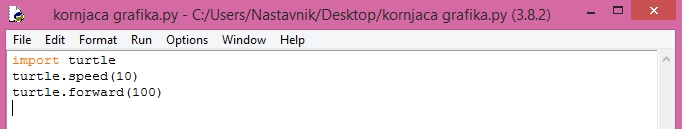 kornjaca grafika.py - C:/Users/Nastavnik/Desktop/kornjaca grafika.py (3.8.2)
File Edit Format Run Options Window Help
import turtle
turtle.speed(10)
turtle.forward(100)